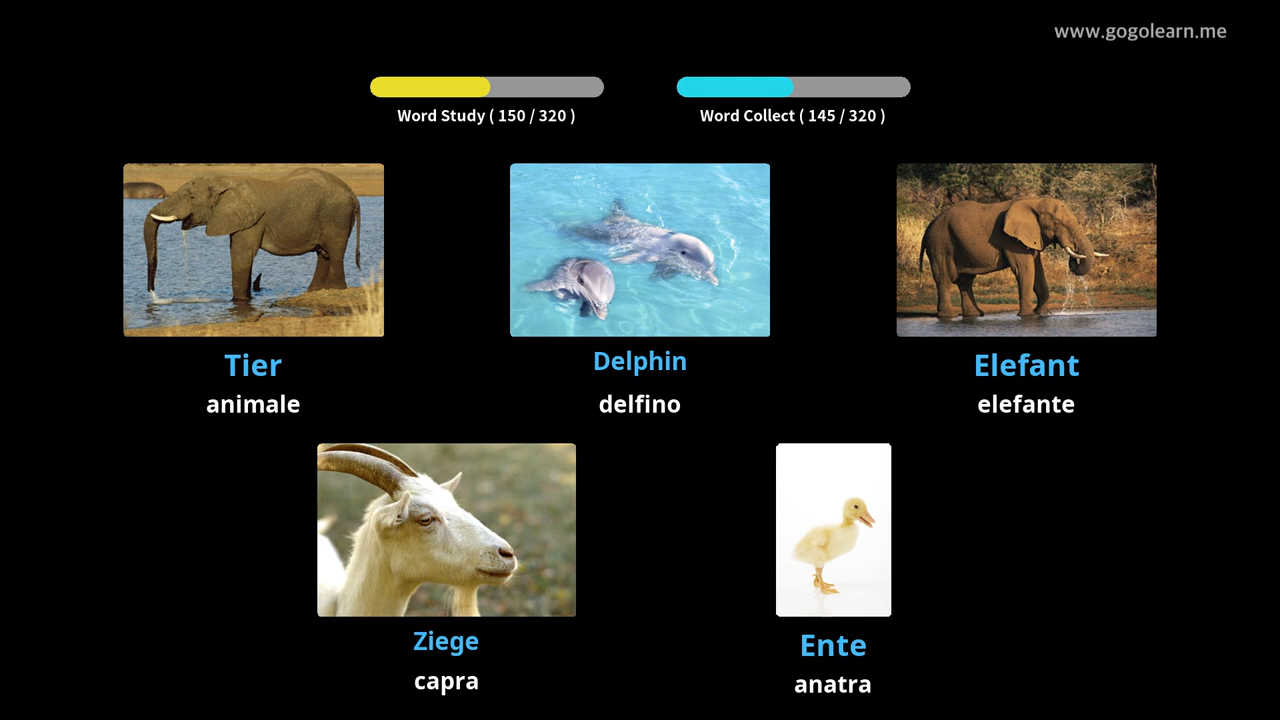 www.gogolearn.me
Word Study ( 150 / 320 )
Word Collect ( 145 / 320 )
Tier
animale
Delphin
delfino
Elefant
elefante
Ziege
capra
Ente
anatra